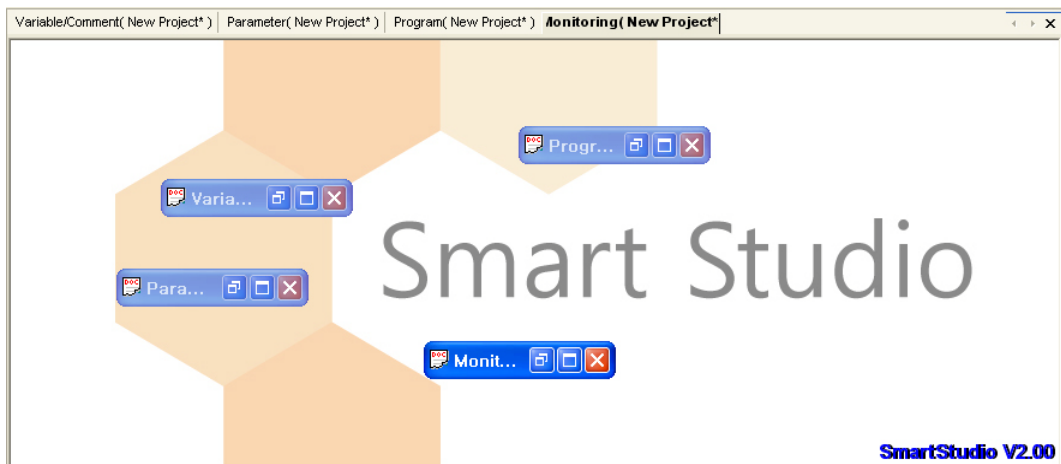 Variable/Comment( New Project* ) Parameter( New Project* ) Program( New Project* ) Monitoring( New Project*
Progr...
Varia...
Smart Studio
Para...
Monit...
SmartStudio V2.00